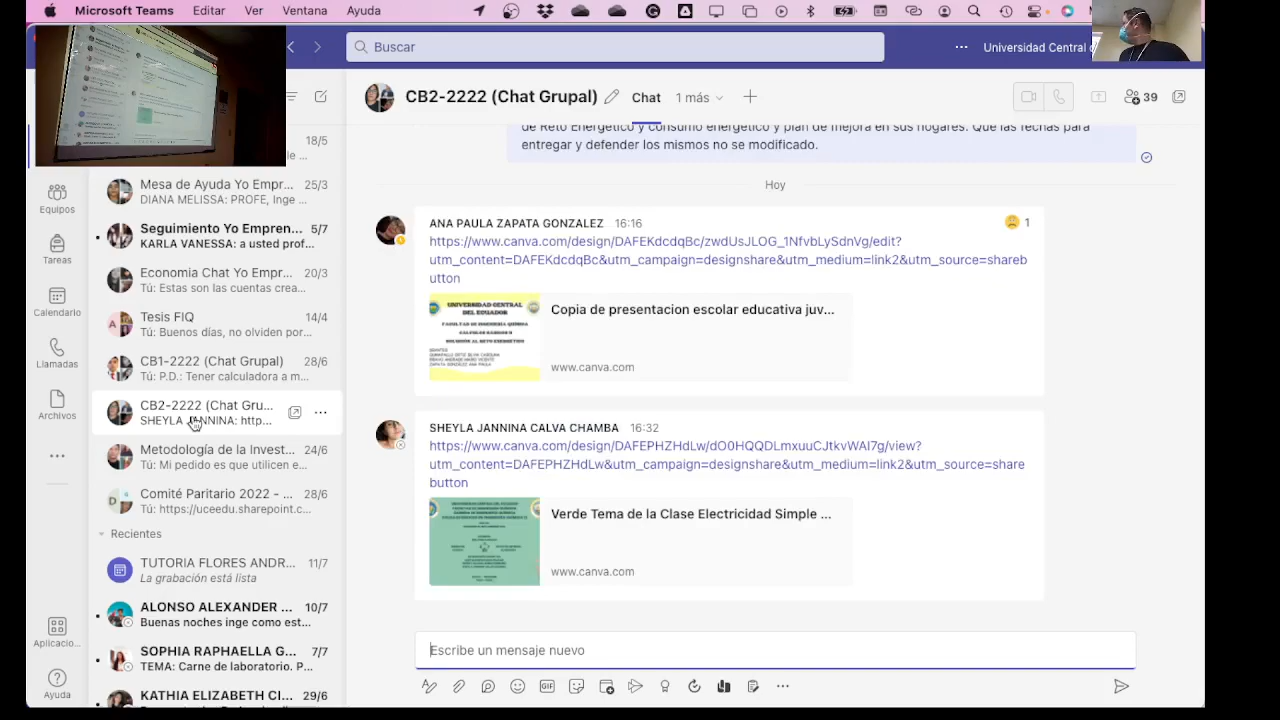 Microsoft Teams Editar Ver Ventana Ayuda
Buscar
Universidad Central d
CB2-2222 (Chat Grupal) Chat 1 más 39
18/5
le ...
Equipos
Tareas
Calendario
Llamadas
Archivos
Aplicacio...
Ayuda
Mesa de Ayuda Yo Empr... 25/3
DIANA MELISSA: PROFE, Inge ...
Seguimiento Yo Empren... 5/7
KARLA VANESSA: a usted prof...
Economia Chat Yo Empr... 20/3
Tú: Estas son las cuentas crea...
Tesis FIQ 14/4
Tú: Buenos días, no olviden por...
CB1-2222 (Chat Grupal) 28/6
Tú: P.D.: Tener calculadora a m...
CB2-2222 (Chat Gru...
SHEYLA JANNINA: http...
Metodología de la Invest... 24/6
Tú: Mi pedido es que utilicen e...
Comité Paritario 2022 - ... 28/6
Tú: https://uceedu.sharepoint.c...
Recientes
TUTORIA FLORES ANDR... 11/7
La grabación está lista
ALONSO ALEXANDER ... 10/7
Buenas noches inge como est...
SOPHIA RAPHAELLA G... 7/7
TEMA: Carne de laboratorio. P...
KATHIA ELIZABETH CI... 29/6
de Reto Energético y consumo energético y plan de mejora en sus hogares. Que las fechas para
entregar y defender los mismos no se modificado.
Hoy
ANA PAULA ZAPATA GONZALEZ 16:16 1
https://www.canva.com/design/DAFEKdcdqBc/zwdUsJLOG_1NfvbLySdnVg/edit?
utm_content=DAFEKdcdqBc&utm_campaign=designshare&utm_medium=link2&utm_source=shareb
utton
UNIVERSIDAD CENTRAL
DEL ECUADOR
FACULTAD DE INGENIERÍA QUÍMICA
Copia de presentacion escolar educativa juv...
www.canva.com
SHEYLA JANNINA CALVA CHAMBA 16:32
https://www.canva.com/design/DAFEPHZHdLw/dO0HQQDLmxuuCJtkvWAI7g/view?
utm_content=DAFEPHZHdLw&utm_campaign=designshare&utm_medium=link2&utm_source=share
button
Verde Tema de la Clase Electricidad Simple ...
www.canva.com
Escribe un mensaje nuevo
GIF